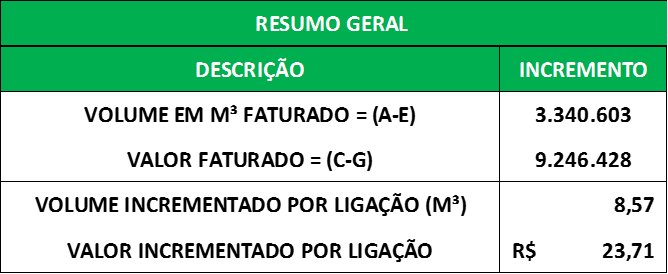 RESUMO GERAL
DESCRIÇÃO INCREMENTO
VOLUME EM M³ FATURADO = (A-E) 3.340.603
VALOR FATURADO = (C-G) 9.246.428
VOLUME INCREMENTADO POR LIGAÇÃO (M³) 8,57
VALOR INCREMENTADO POR LIGAÇÃO R$ 23,71